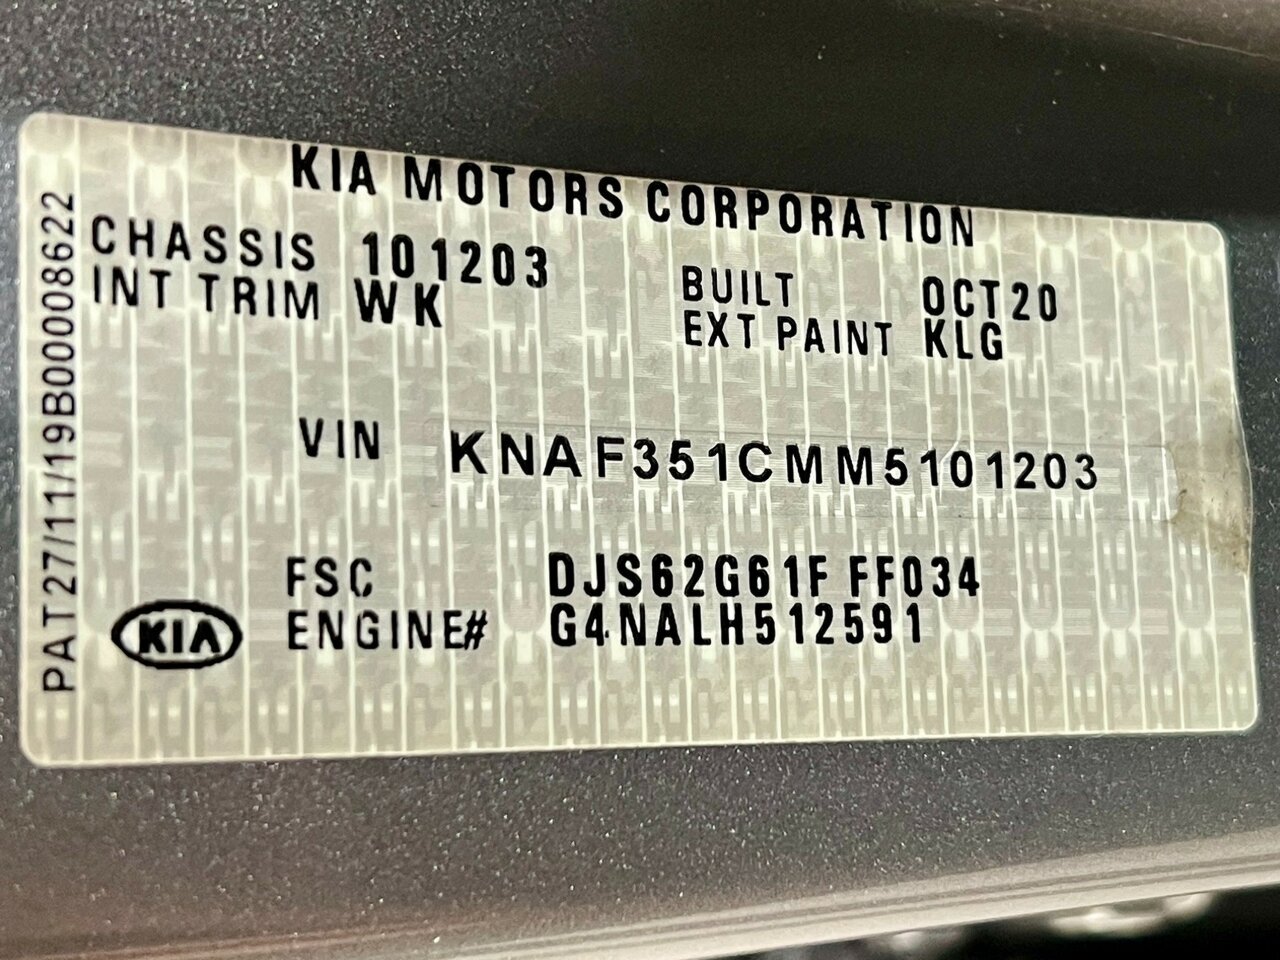 KIA MOTORS CORPORATION
CHASSIS 101203
INT TRIM WK
BUILT OCT20
EXT PAINT KLG
VIN KNAF351CMM5101203
FSC DJS62G61F FF034
ENGINE# G4NALH512591
KIA
PAT27/11/19B00008622